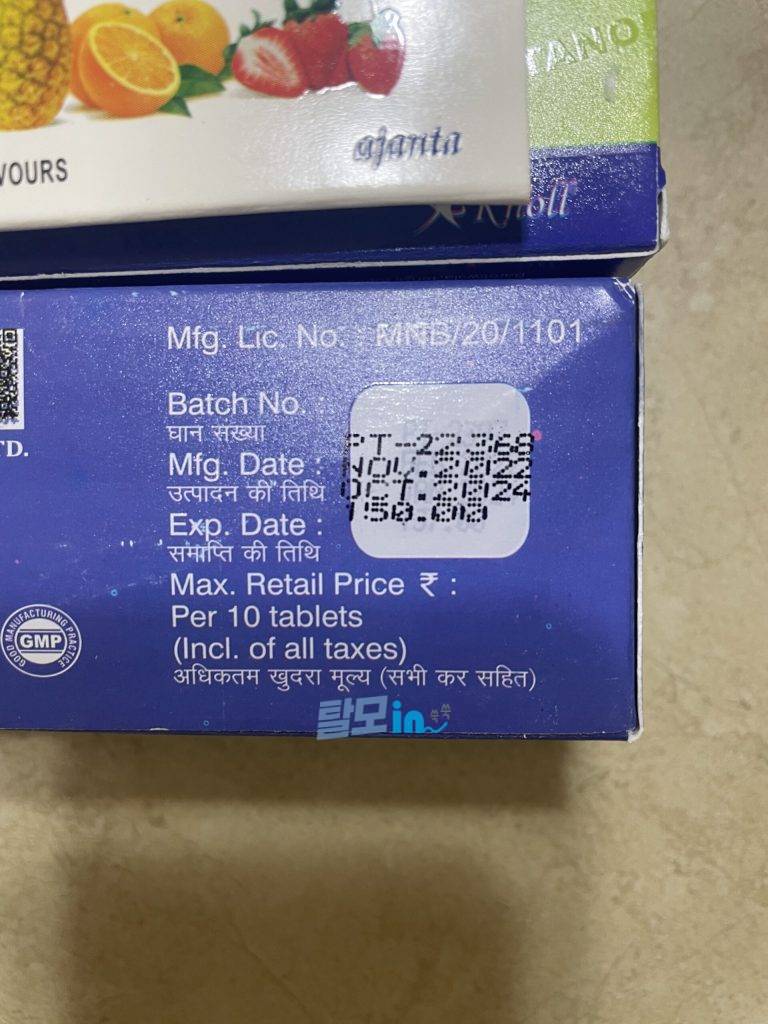 TANO
VOURS
ajanta
Knoll
Mfg. Lic. No. : MNB/20/1101
Batch No. :
घान संख्या
PT-22368
Mfg. Date :
NOV.2022
उत्पादन की तिथि
OCT.2024
Exp. Date :
150.00
समाप्ति की तिथि
TD.
Max. Retail Price ₹ :
Per 10 tablets
(Incl. of all taxes)
अधिकतम खुदरा मूल्य (सभी कर सहित)
GOOD MANUFACTURING PRACTICE
GMP
탈모in